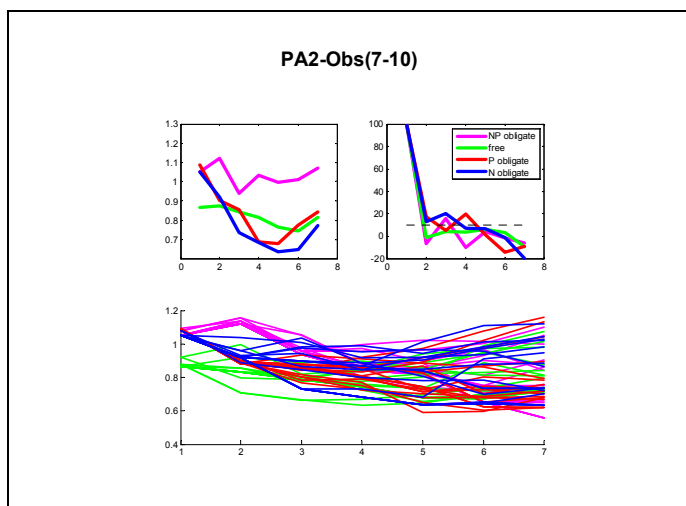 PA2-Obs(7-10)
1.3
1.2
1.1
1
0.9
0.8
0.7
0 2 4 6 8
100
80
60
40
20
0
-20
0 2 4 6 8
NP obligate
free
P obligate
N obligate
1.2
1
0.8
0.6
0.4
1 2 3 4 5 6 7